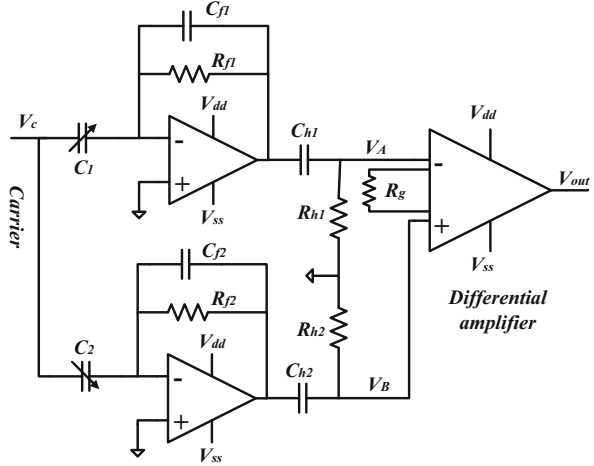 Cf1
Rf1
Vdd
Vc
C1
-
+
Vss
Ch1
VA
Vdd
-
Rg
+
Vout
Vss
Rh1
Carrier
Cf2
Rf2
Rh2
Differential
amplifier
C2
Vdd
-
+
Vss
Ch2
VB